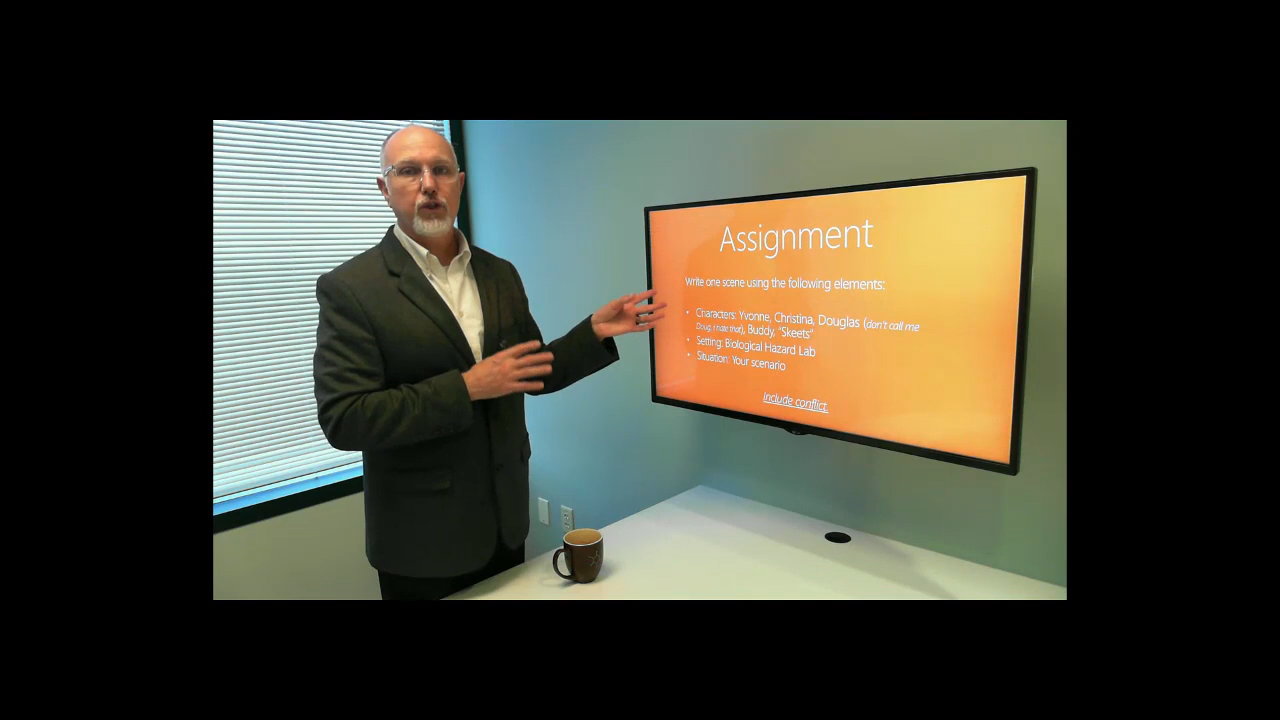 Assignment
Write one scene using the following elements:
• Characters: Yvonne, Christina, Douglas (don't call me
Doug, I hate that), Buddy, "Skeets"
• Setting: Biological Hazard Lab
• Situation: Your scenario
Include conflict.